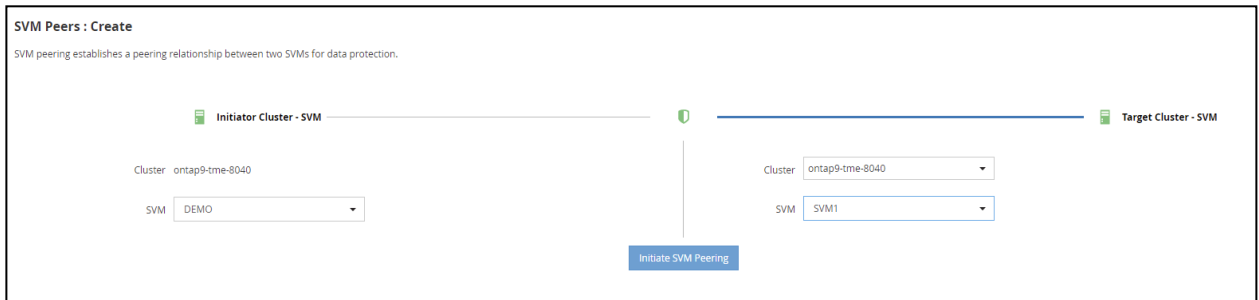 SVM Peers : Create
SVM peering establishes a peering relationship between two SVMs for data protection.
Initiator Cluster - SVM
Target Cluster - SVM
Cluster ontap9-tme-8040
Cluster ontap9-tme-8040
SVM DEMO
SVM SVM1
Initiate SVM Peering